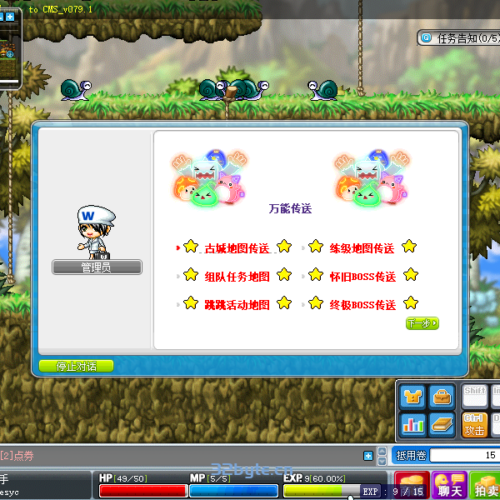 to CMS_v079.1
任务告知(0/5)
W
万能传送
古城地图传送 练级地图传送
管理员
组队任务地图 怀旧BOSS传送
跳跳活动地图 终极BOSS传送
下一步
停止对话
Shift
Ctrl
攻击
[2]点券
抵用卷 15
手
esyc
HP[49/50] MP[5/5] EXP.9[60.00%]
EXP : 9 / 15
聊天 拍卖
32byte.cn